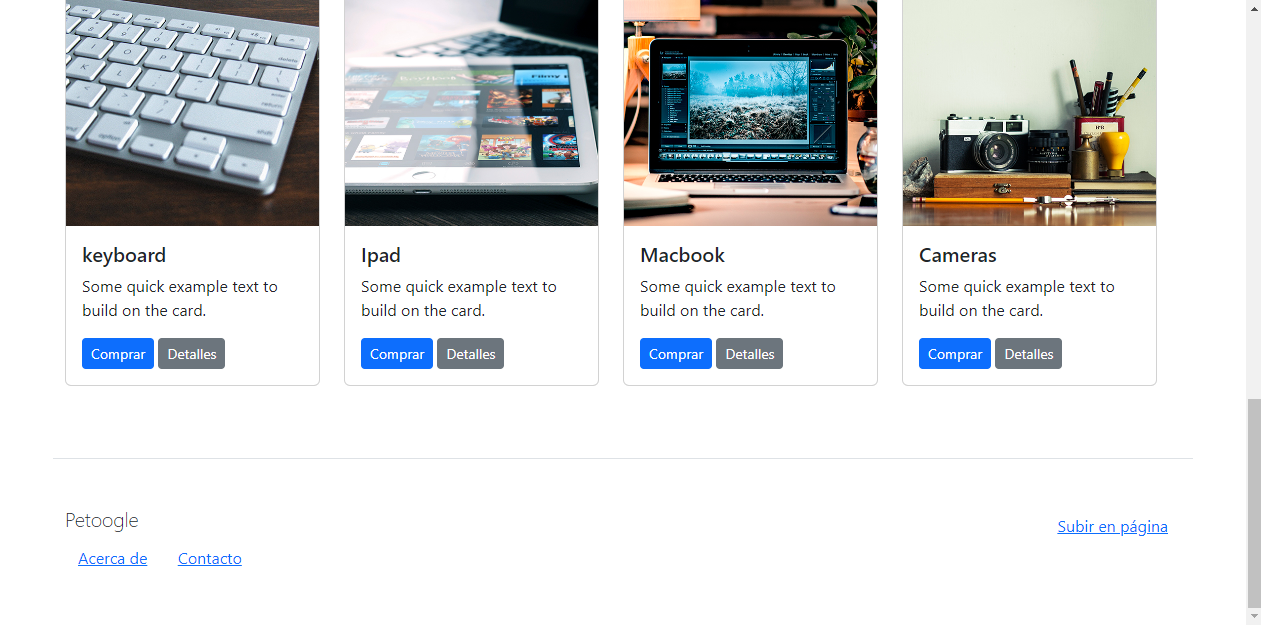 keyboard
Some quick example text to
build on the card.
Comprar Detalles
Ipad
Some quick example text to
build on the card.
Comprar Detalles
Macbook
Some quick example text to
build on the card.
Comprar Detalles
Cameras
Some quick example text to
build on the card.
Comprar Detalles
Petoogle
Subir en página
Acerca de Contacto